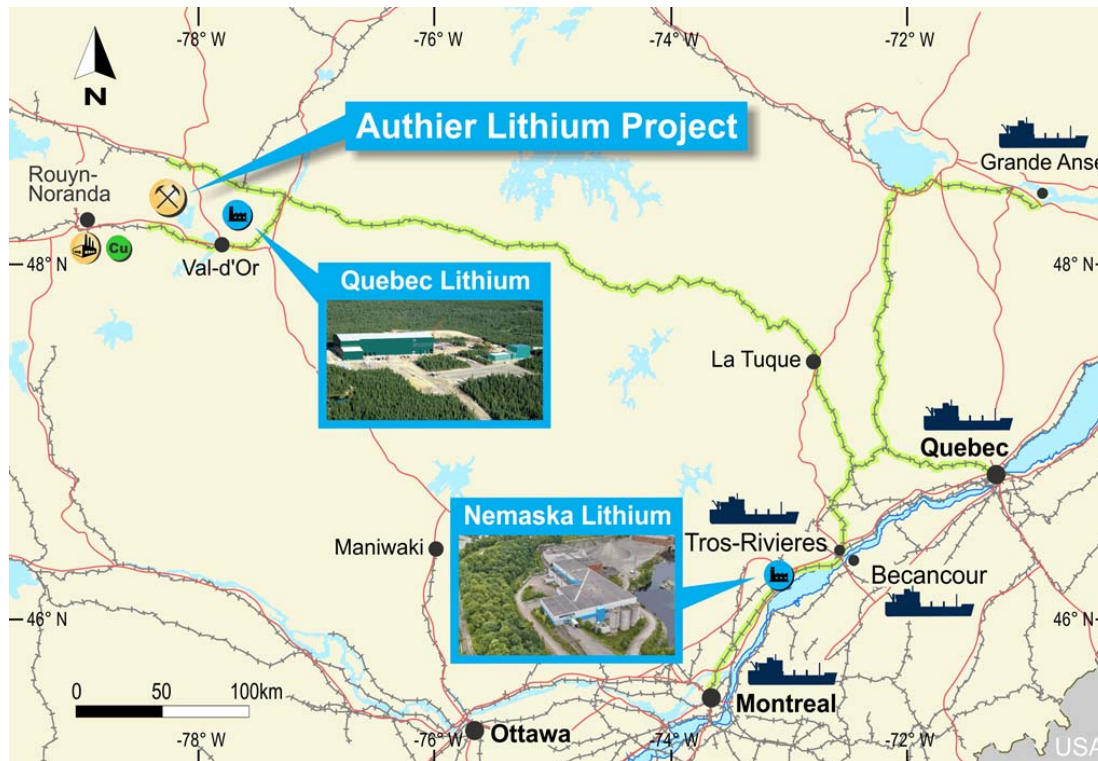 -78° W
-76° W
-74° W
-72° W
N
Authier Lithium Project
Grande Anse
Rouyn-
Noranda
Cu
Val-d'Or
48° N
48° N
Quebec Lithium
La Tuque
Quebec
Nemaska Lithium
Tros-Rivieres
Maniwaki
Becancour
46° N
46° N
0 50 100km
Montreal
Ottawa
-78° W
-76° W
-74° W
-72° W
USA